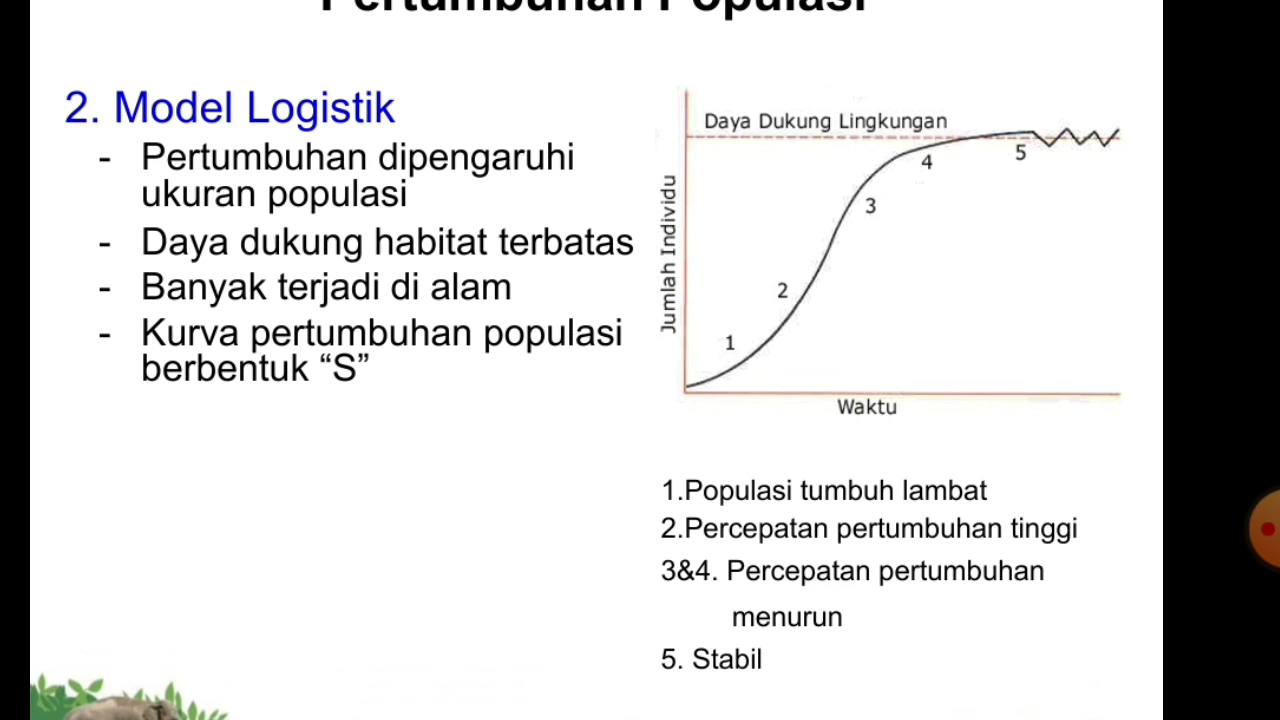 Pertumbuhan Populasi
2. Model Logistik
- Pertumbuhan dipengaruhi
ukuran populasi
- Daya dukung habitat terbatas
- Banyak terjadi di alam
- Kurva pertumbuhan populasi
berbentuk “S”
Daya Dukung Lingkungan
Jumlah Individu
1
2
3
4
5
Waktu
1.Populasi tumbuh lambat
2.Percepatan pertumbuhan tinggi
3&4. Percepatan pertumbuhan
menurun
5. Stabil